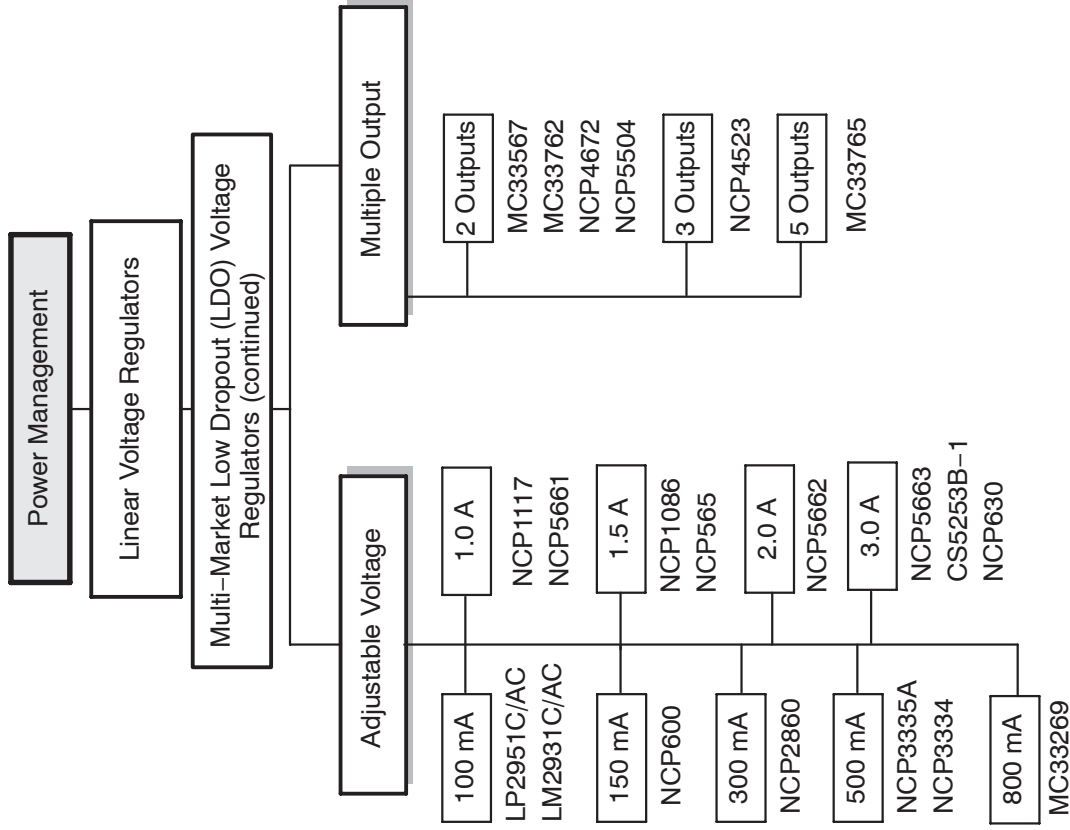 Power Management
Linear Voltage Regulators
Multi−Market Low Dropout (LDO) Voltage
Regulators (continued)
Adjustable Voltage
100 mA
LP2951C/AC
LM2931C/AC
150 mA
NCP600
300 mA
NCP2860
500 mA
NCP3335A
NCP3334
800 mA
MC33269
1.0 A
NCP1117
NCP5661
1.5 A
NCP1086
NCP565
2.0 A
NCP5662
3.0 A
NCP5663
CS5253B−1
NCP630
Multiple Output
2 Outputs
MC33567
MC33762
NCP4672
NCP5504
3 Outputs
NCP4523
5 Outputs
MC33765